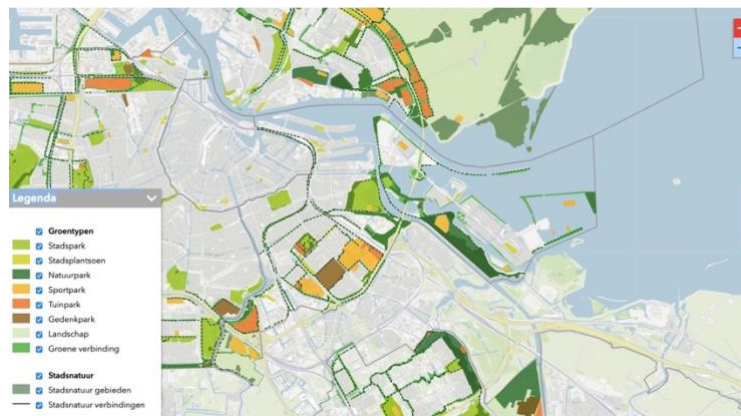 Legenda
Groentypen
Stadspark
Stadsplantsoen
Natuurpark
Sportpark
Tuinpark
Gedenkpark
Landschap
Groene verbinding
Stadsnatuur
Stadsnatuur gebieden
Stadsnatuur verbindingen